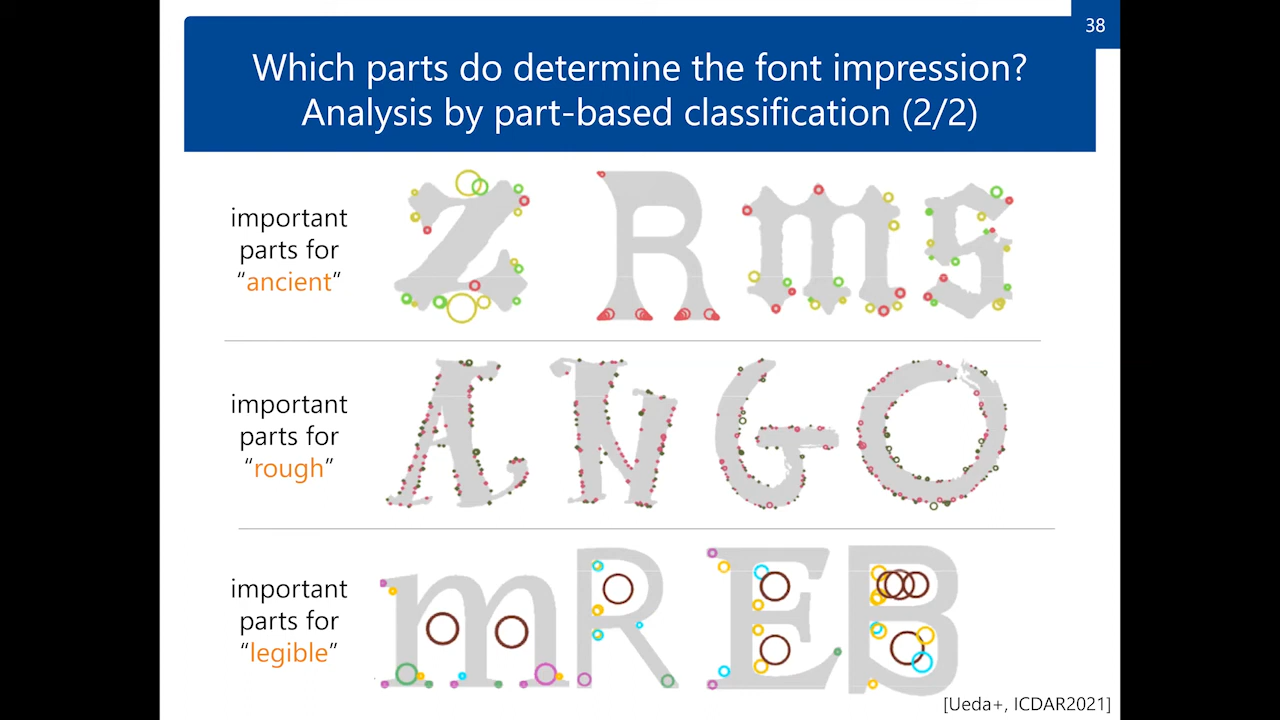 38
Which parts do determine the font impression?
Analysis by part-based classification (2/2)
important
parts for
“ancient”
Z R m s
important
parts for
“rough”
A N G O
important
parts for
“legible”
m R E B
[Ueda+, ICDAR2021]